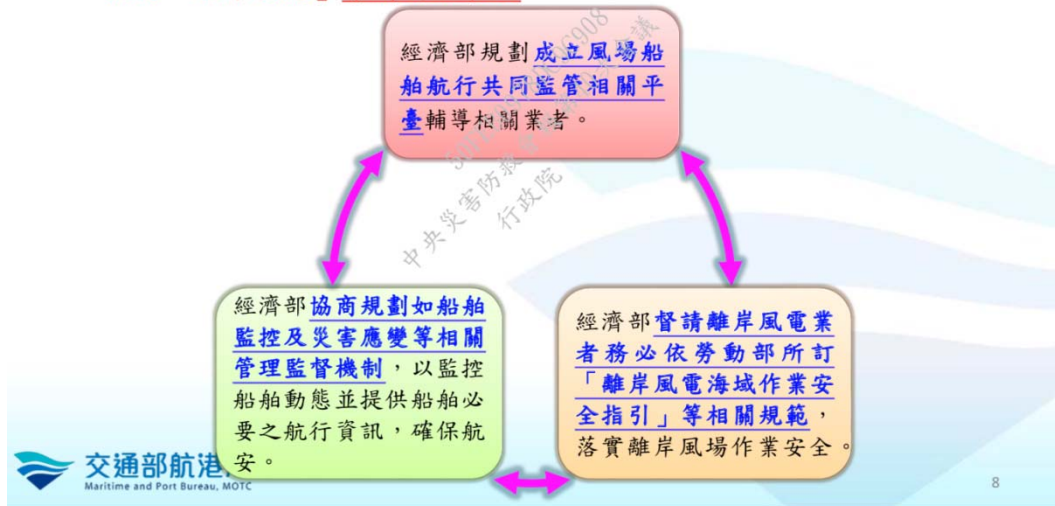 經濟部規劃成立風場船
舶航行共同監管相關平
臺輔導相關業者。
中央災害防救會報
行政院
經濟部協商規劃如船舶
監控及災害應變等相關
管理監督機制，以監控
船舶動態並提供船舶必
要之航行資訊，確保航
安。
經濟部督請離岸風電業
者務必依勞動部所訂
「離岸風電海域作業安
全指引」等相關規範，
落實離岸風場作業安全。
交通部航港
Maritime and Port Bureau, MOTC
8